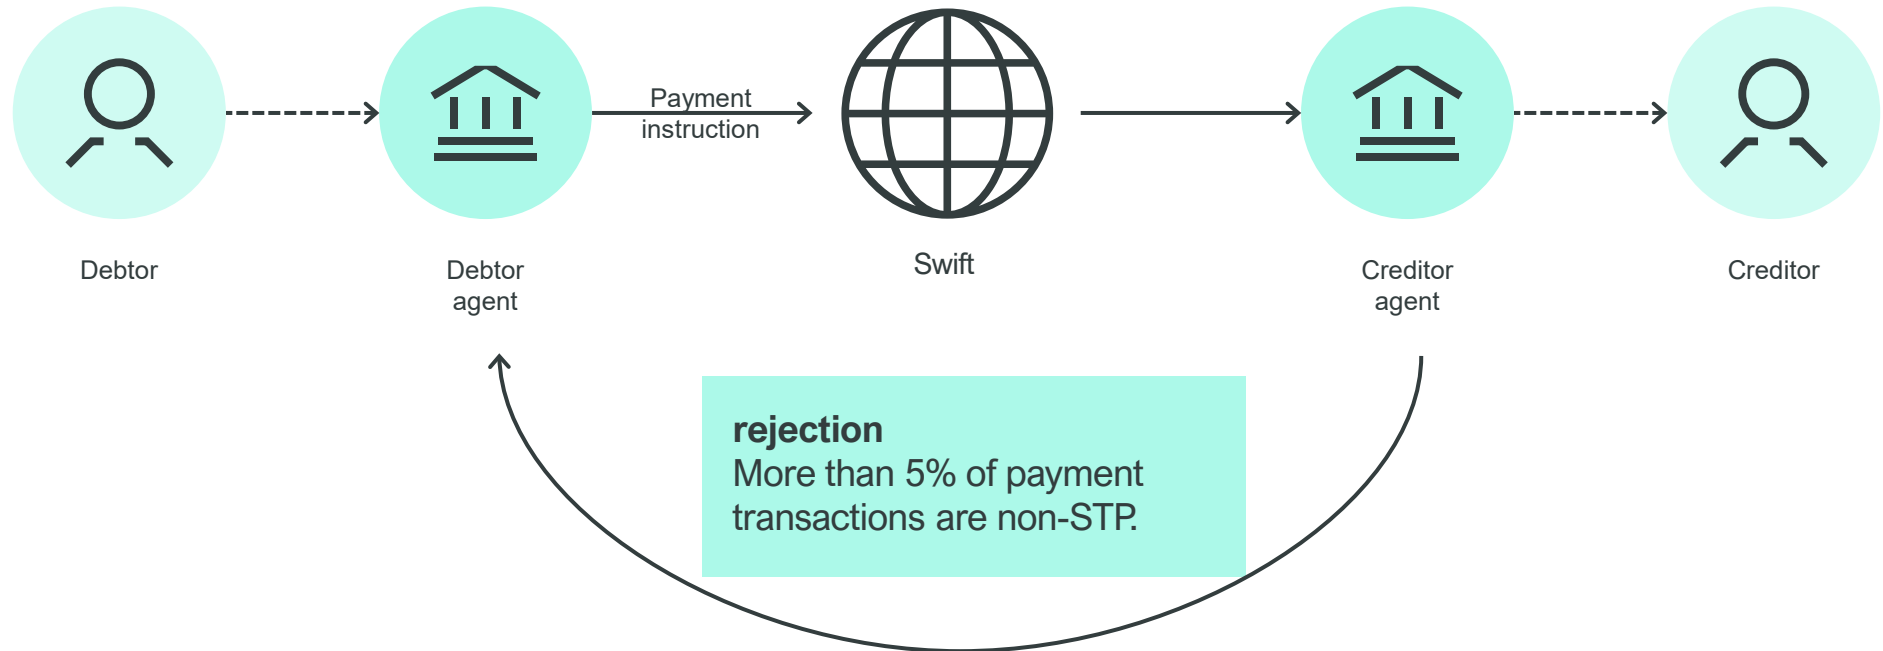 Payment
instruction
Debtor
Debtor
agent
Swift
Creditor
agent
Creditor
rejection
More than 5% of payment
transactions are non-STP.